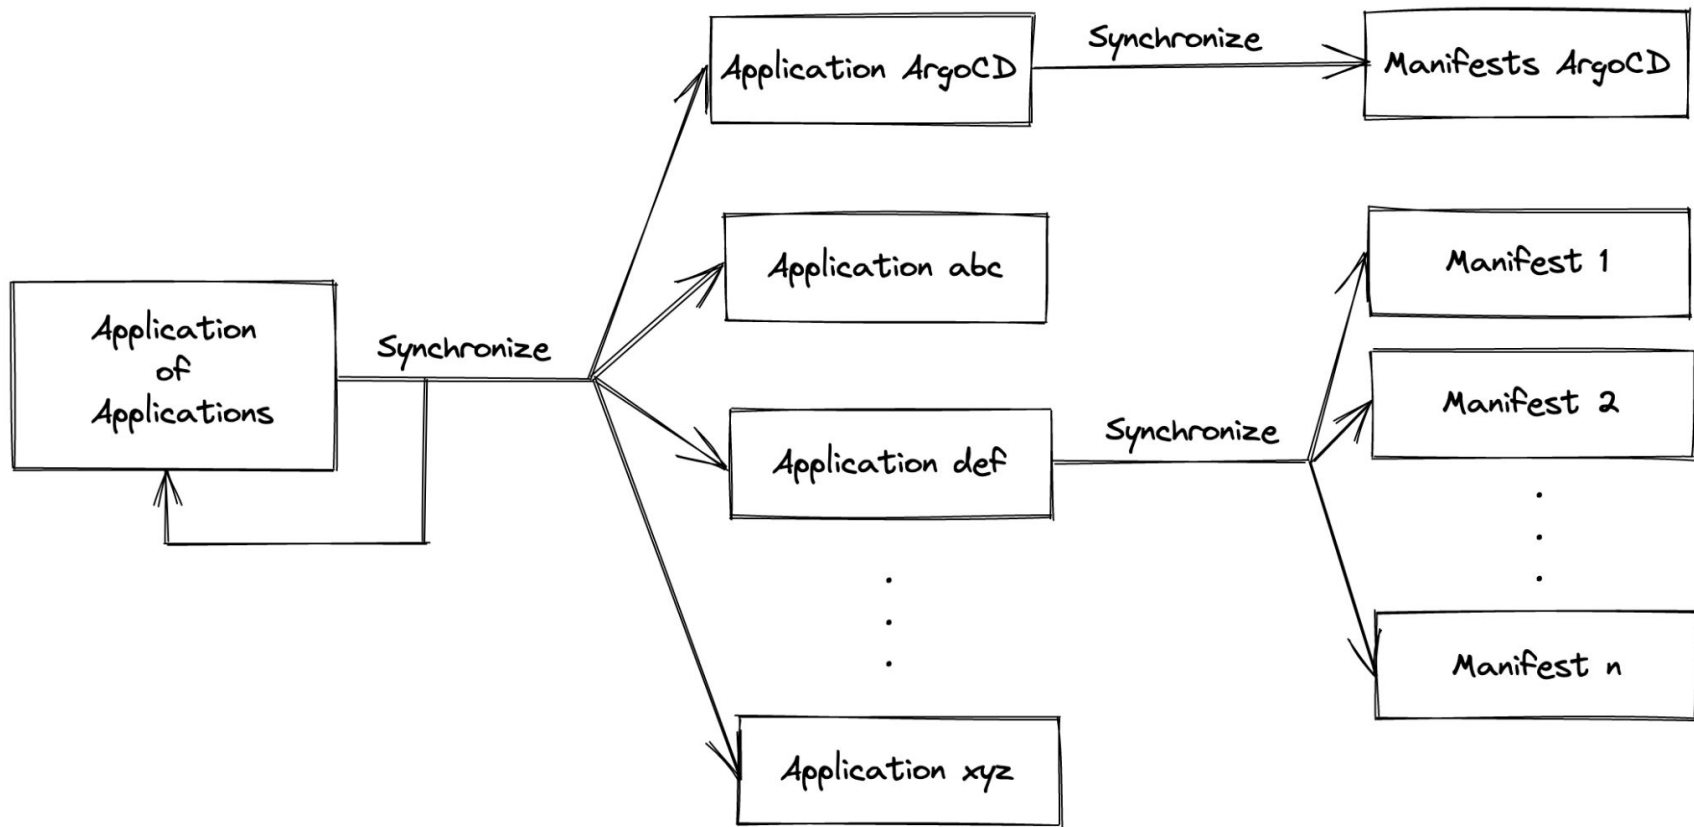 Application ArgoCD
Synchronize
Manifests ArgoCD
Application abc
Manifest 1
Application
of
Applications
Synchronize
Manifest 2
Application def
Synchronize
Manifest n
Application xyz